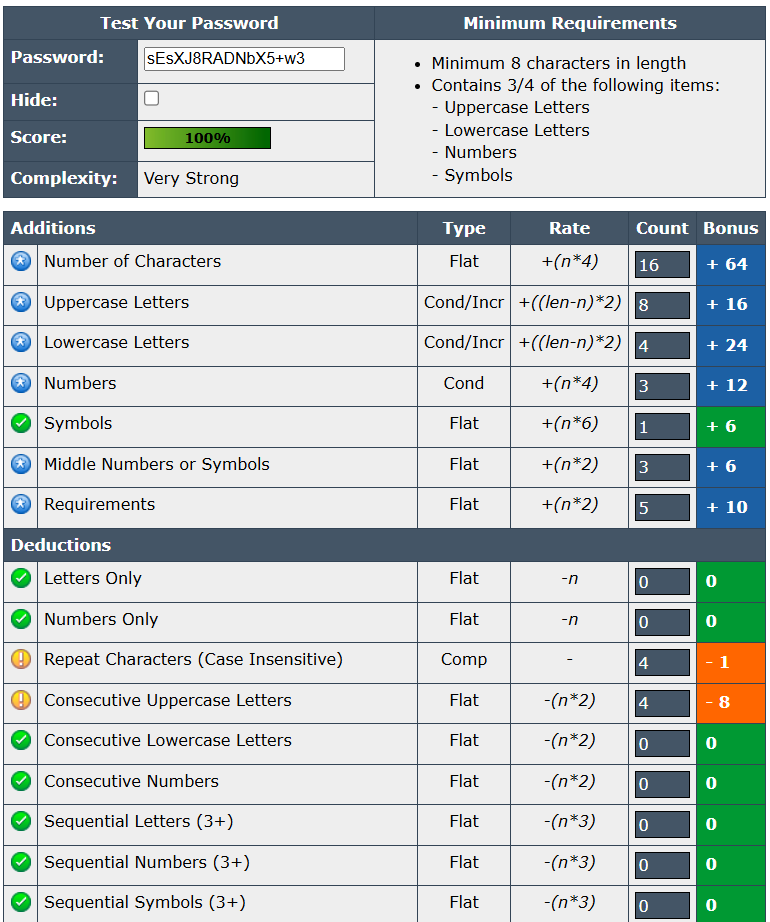 Test Your Password
Minimum Requirements
Password: sEsXJ8RADNbX5+w3
Hide:
Score: 100%
Complexity: Very Strong
• Minimum 8 characters in length
• Contains 3/4 of the following items:
- Uppercase Letters
- Lowercase Letters
- Numbers
- Symbols
Additions Type Rate Count Bonus
Number of Characters Flat +(n*4) 16 + 64
Uppercase Letters Cond/Incr +((len-n)*2) 8 + 16
Lowercase Letters Cond/Incr +((len-n)*2) 4 + 24
Numbers Cond +(n*4) 3 + 12
Symbols Flat +(n*6) 1 + 6
Middle Numbers or Symbols Flat +(n*2) 3 + 6
Requirements Flat +(n*2) 5 + 10
Deductions
Letters Only Flat -n 0 0
Numbers Only Flat -n 0 0
Repeat Characters (Case Insensitive) Comp - 4 - 1
Consecutive Uppercase Letters Flat -(n*2) 4 - 8
Consecutive Lowercase Letters Flat -(n*2) 0 0
Consecutive Numbers Flat -(n*2) 0 0
Sequential Letters (3+) Flat -(n*3) 0 0
Sequential Numbers (3+) Flat -(n*3) 0 0
Sequential Symbols (3+) Flat -(n*3) 0 0